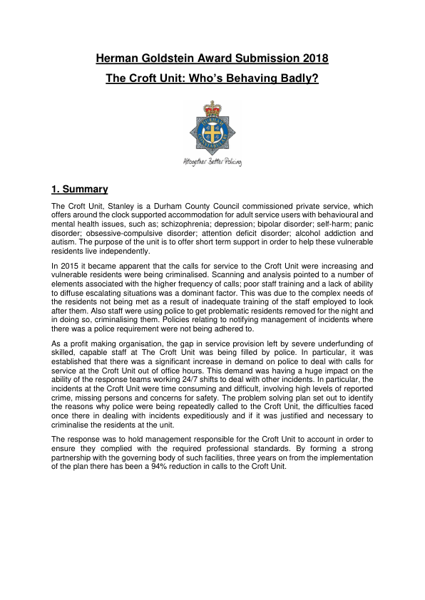 Herman Goldstein Award Submission 2018
The Croft Unit: Who's Behaving Badly?
Altogether Better Policing
1. Summary
The Croft Unit, Stanley is a Durham County Council commissioned private service, which
offers around the clock supported accommodation for adult service users with behavioural and
mental health issues, such as; schizophrenia; depression; bipolar disorder; self-harm; panic
disorder; obsessive-compulsive disorder; attention deficit disorder; alcohol addiction and
autism. The purpose of the unit is to offer short term support in order to help these vulnerable
residents live independently.
In 2015 it became apparent that the calls for service to the Croft Unit were increasing and
vulnerable residents were being criminalised. Scanning and analysis pointed to a number of
elements associated with the higher frequency of calls; poor staff training and a lack of ability
to diffuse escalating situations was a dominant factor. This was due to the complex needs of
the residents not being met as a result of inadequate training of the staff employed to look
after them. Also staff were using police to get problematic residents removed for the night and
in doing so, criminalising them. Policies relating to notifying management of incidents where
there was a police requirement were not being adhered to.
As a profit making organisation, the gap in service provision left by severe underfunding of
skilled, capable staff at The Croft Unit was being filled by police. In particular, it was
established that there was a significant increase in demand on police to deal with calls for
service at the Croft Unit out of office hours. This demand was having a huge impact on the
ability of the response teams working 24/7 shifts to deal with other incidents. In particular, the
incidents at the Croft Unit were time consuming and difficult, involving high levels of reported
crime, missing persons and concerns for safety. The problem solving plan set out to identify
the reasons why police were being repeatedly called to the Croft Unit, the difficulties faced
once there in dealing with incidents expeditiously and if it was justified and necessary to
criminalise the residents at the unit.
The response was to hold management responsible for the Croft Unit to account in order to
ensure they complied with the required professional standards. By forming a strong
partnership with the governing body of such facilities, three years on from the implementation
of the plan there has been a 94% reduction in calls to the Croft Unit.